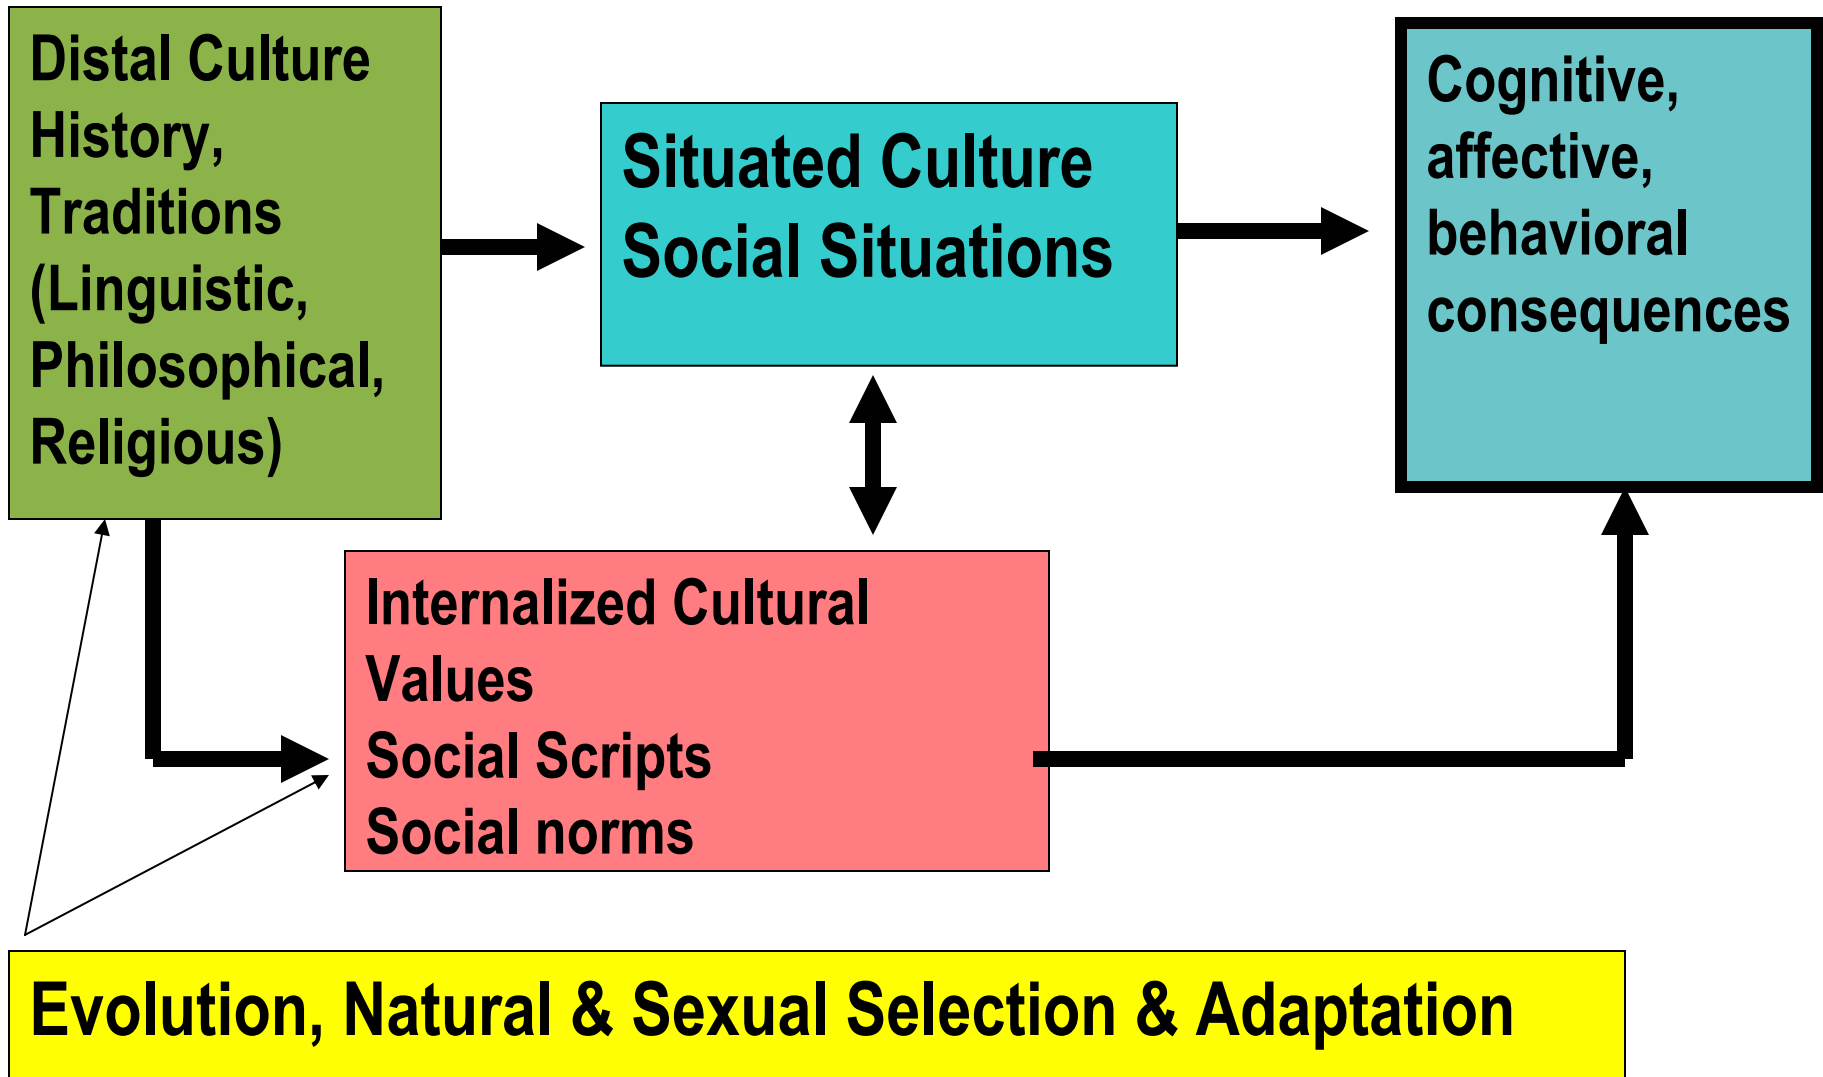 Distal Culture
History,
Traditions
(Linguistic,
Philosophical,
Religious)
Situated Culture
Social Situations
Cognitive,
affective,
behavioral
consequences
Internalized Cultural
Values
Social Scripts
Social norms
Evolution, Natural & Sexual Selection & Adaptation